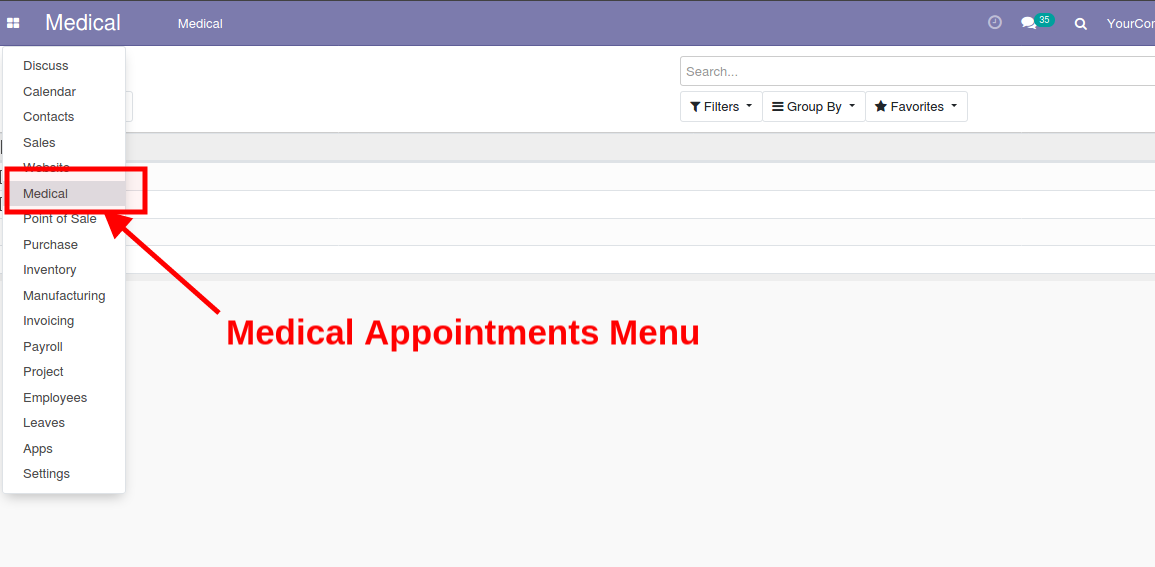 Medical Medical 35 YourCor
Discuss
Calendar
Contacts
Sales
Website
Medical
Point of Sale
Purchase
Inventory
Manufacturing
Invoicing
Payroll
Project
Employees
Leaves
Apps
Settings
Search...
Filters Group By Favorites
Medical Appointments Menu